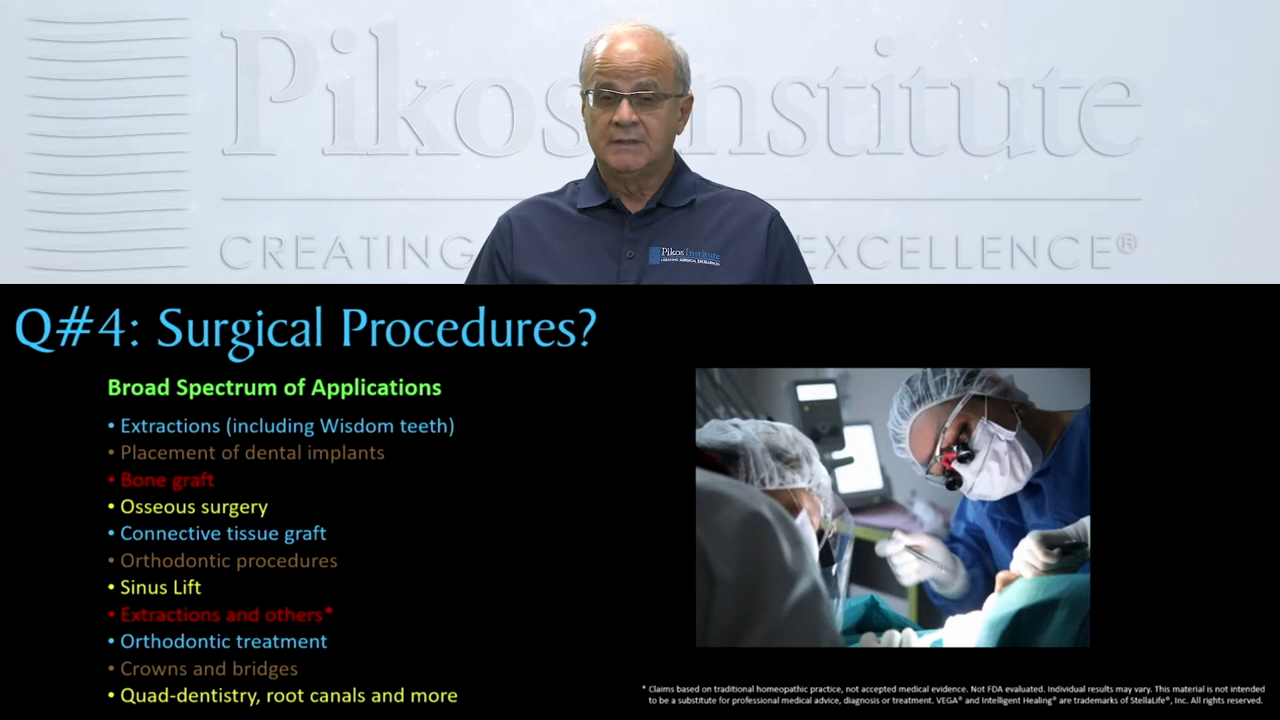 Pikos Institute
CREATING EXCELLENCE®
Pikos Institute
CREATING SURGICAL EXCELLENCE
Q#4: Surgical Procedures?
Broad Spectrum of Applications
• Extractions (including Wisdom teeth)
• Placement of dental implants
• Bone graft
• Osseous surgery
• Connective tissue graft
• Orthodontic procedures
• Sinus Lift
• Extractions and others*
• Orthodontic treatment
• Crowns and bridges
• Quad-dentistry, root canals and more
* Claims based on traditional homeopathic practice, not accepted medical evidence. Not FDA evaluated. Individual results may vary. This material is not intended
to be a substitute for professional medical advice, diagnosis or treatment. VEGA® and Intelligent Healing® are trademarks of StellaLife®, Inc. All rights reserved.